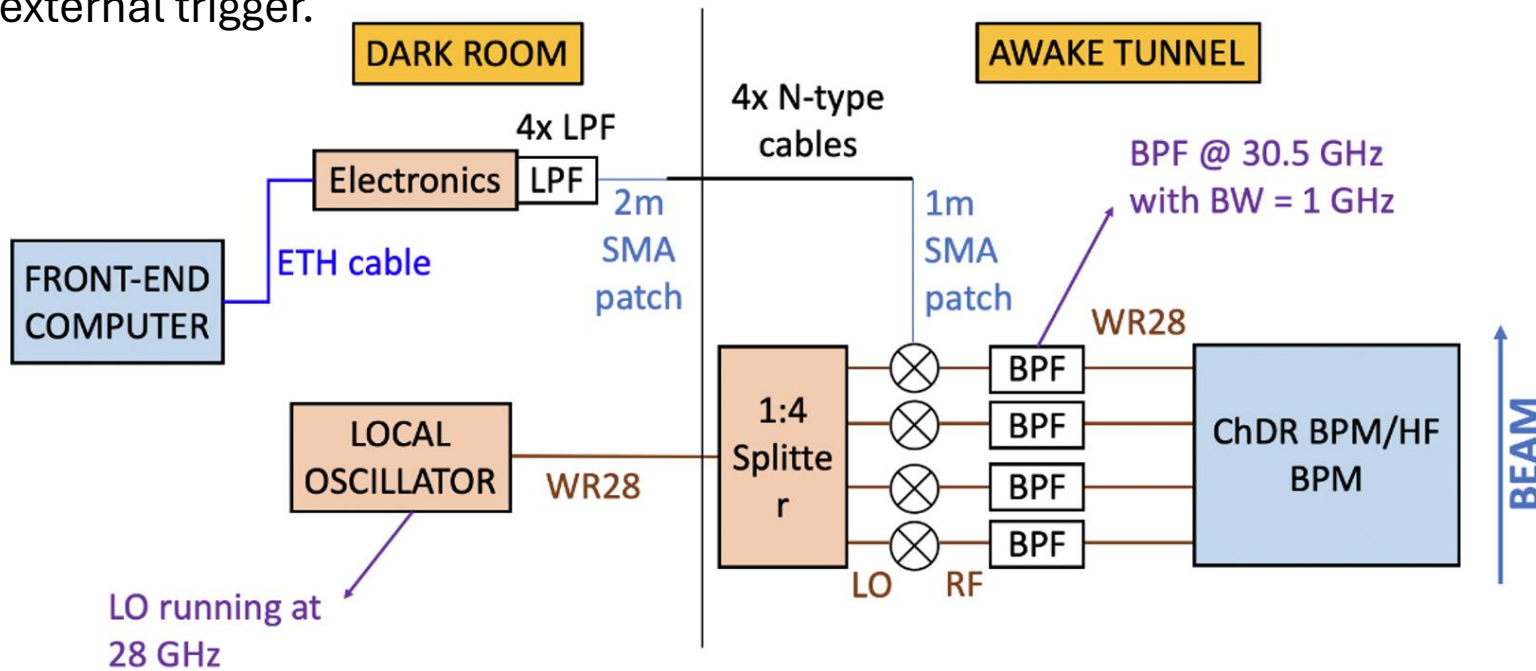 external trigger.
DARK ROOM
AWAKE TUNNEL
4x LPF
Electronics
LPF
2m
SMA
patch
4x N-type
cables
1m
SMA
patch
BPF @ 30.5 GHz
with BW = 1 GHz
FRONT-END
COMPUTER
ETH cable
WR28
LOCAL
OSCILLATOR
WR28
1:4
Splitte
r
BPF
BPF
BPF
BPF
ChDR BPM/HF
BPM
BEAM
LO
RF
LO running at
28 GHz